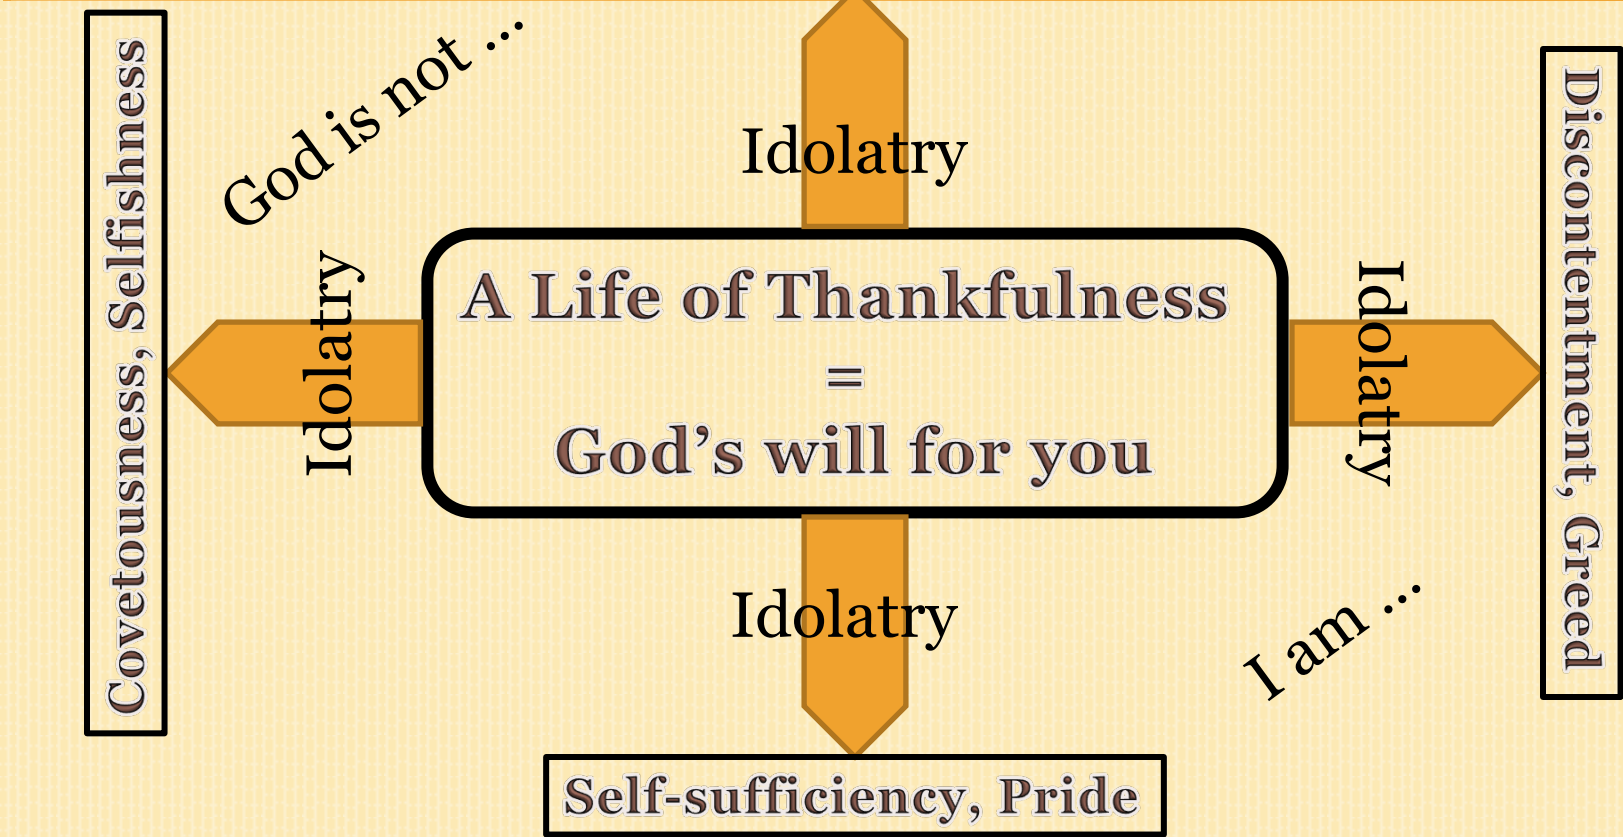 God is not ...
Idolatry
Covetousness, Selfishness
Idolatry
A Life of Thankfulness
=
God’s will for you
Idolatry
Discontentment, Greed
Idolatry
I am ...
Self-sufficiency, Pride